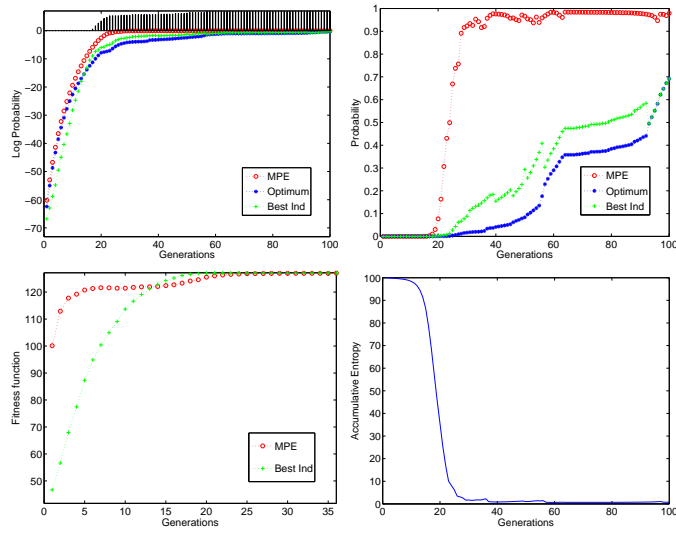 0
−10
−20
−30
−40
−50
−60
−70
Log Probability
0 20 40 60 80 100
Generations
MPE
Optimum
Best Ind
1
0.9
0.8
0.7
0.6
0.5
0.4
0.3
0.2
0.1
0
Probability
0 20 40 60 80 100
Generations
MPE
Optimum
Best Ind
120
110
100
90
80
70
60
50
Fitness function
0 5 10 15 20 25 30 35
Generations
MPE
Best Ind
100
90
80
70
60
50
40
30
20
10
0
Accumulative Entropy
0 20 40 60 80 100
Generations